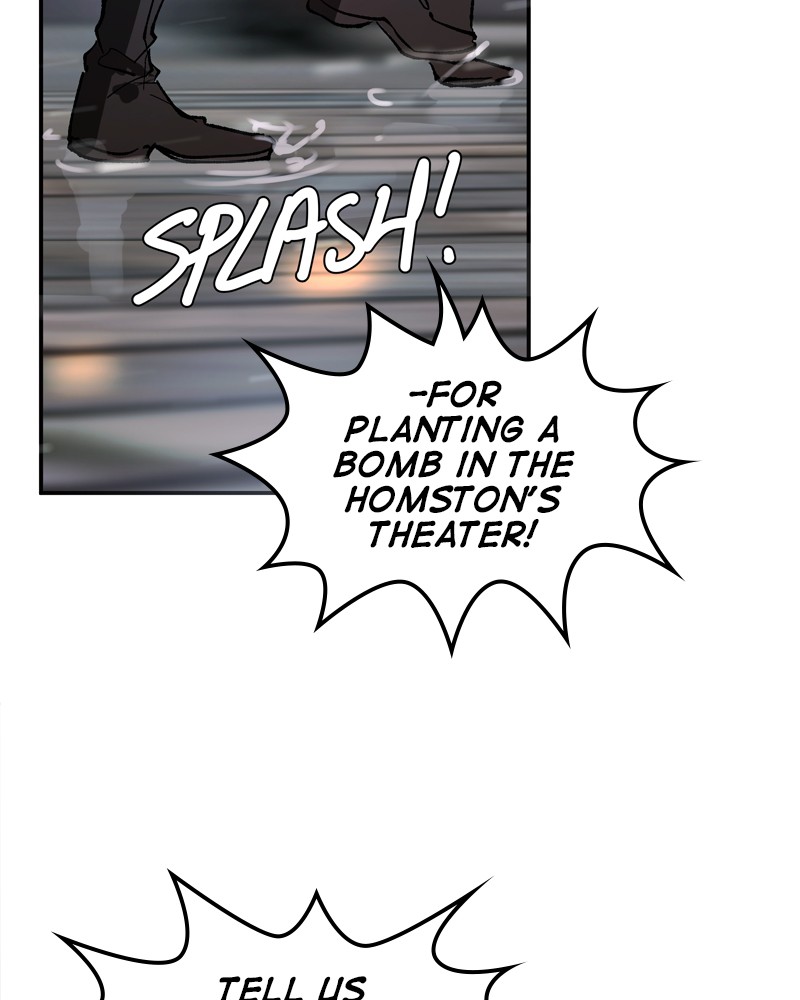 SPLASH!
-FOR
PLANTING A
BOMB IN THE
HOMSTON'S
THEATER!
TELL US